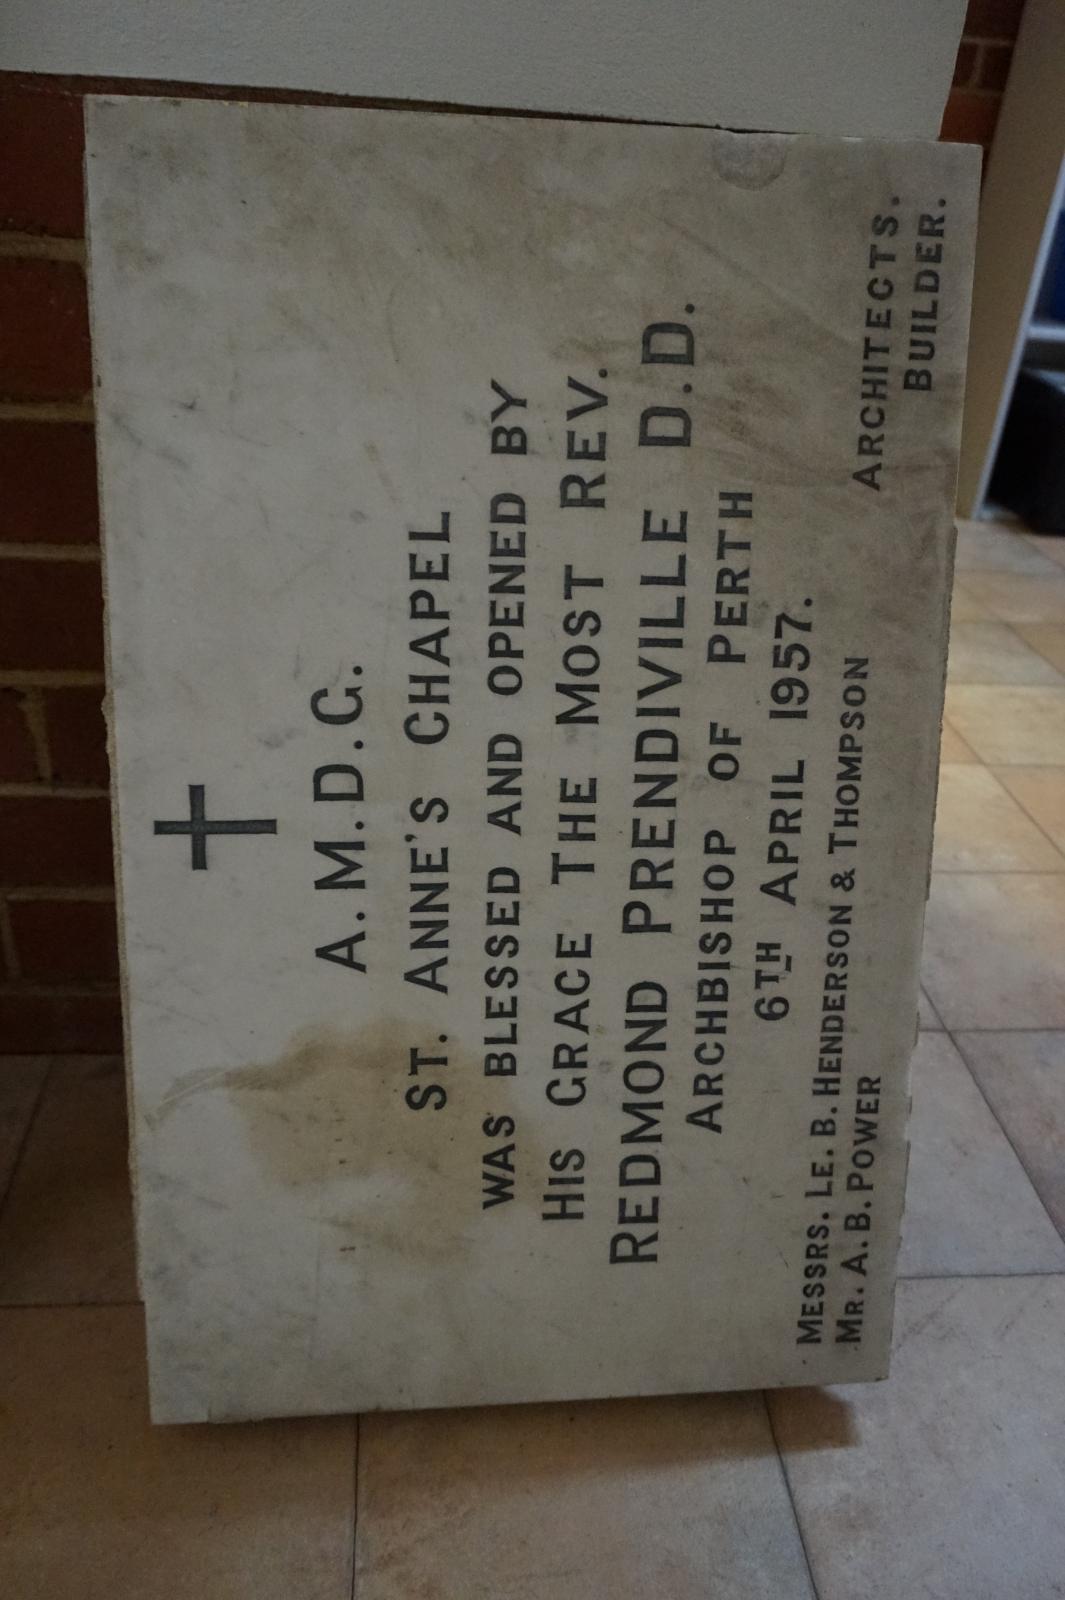 A.M.D.G.
ST. ANNE'S CHAPEL
WAS BLESSED AND OPENED BY
HIS GRACE THE MOST REV.
REDMOND PRENDIVILLE D.D.
ARCHBISHOP OF PERTH
6TH APRIL 1957.
MESSRS. LE. B. HENDERSON & THOMPSON ARCHITECTS.
MR. A. B. POWER BUILDER.